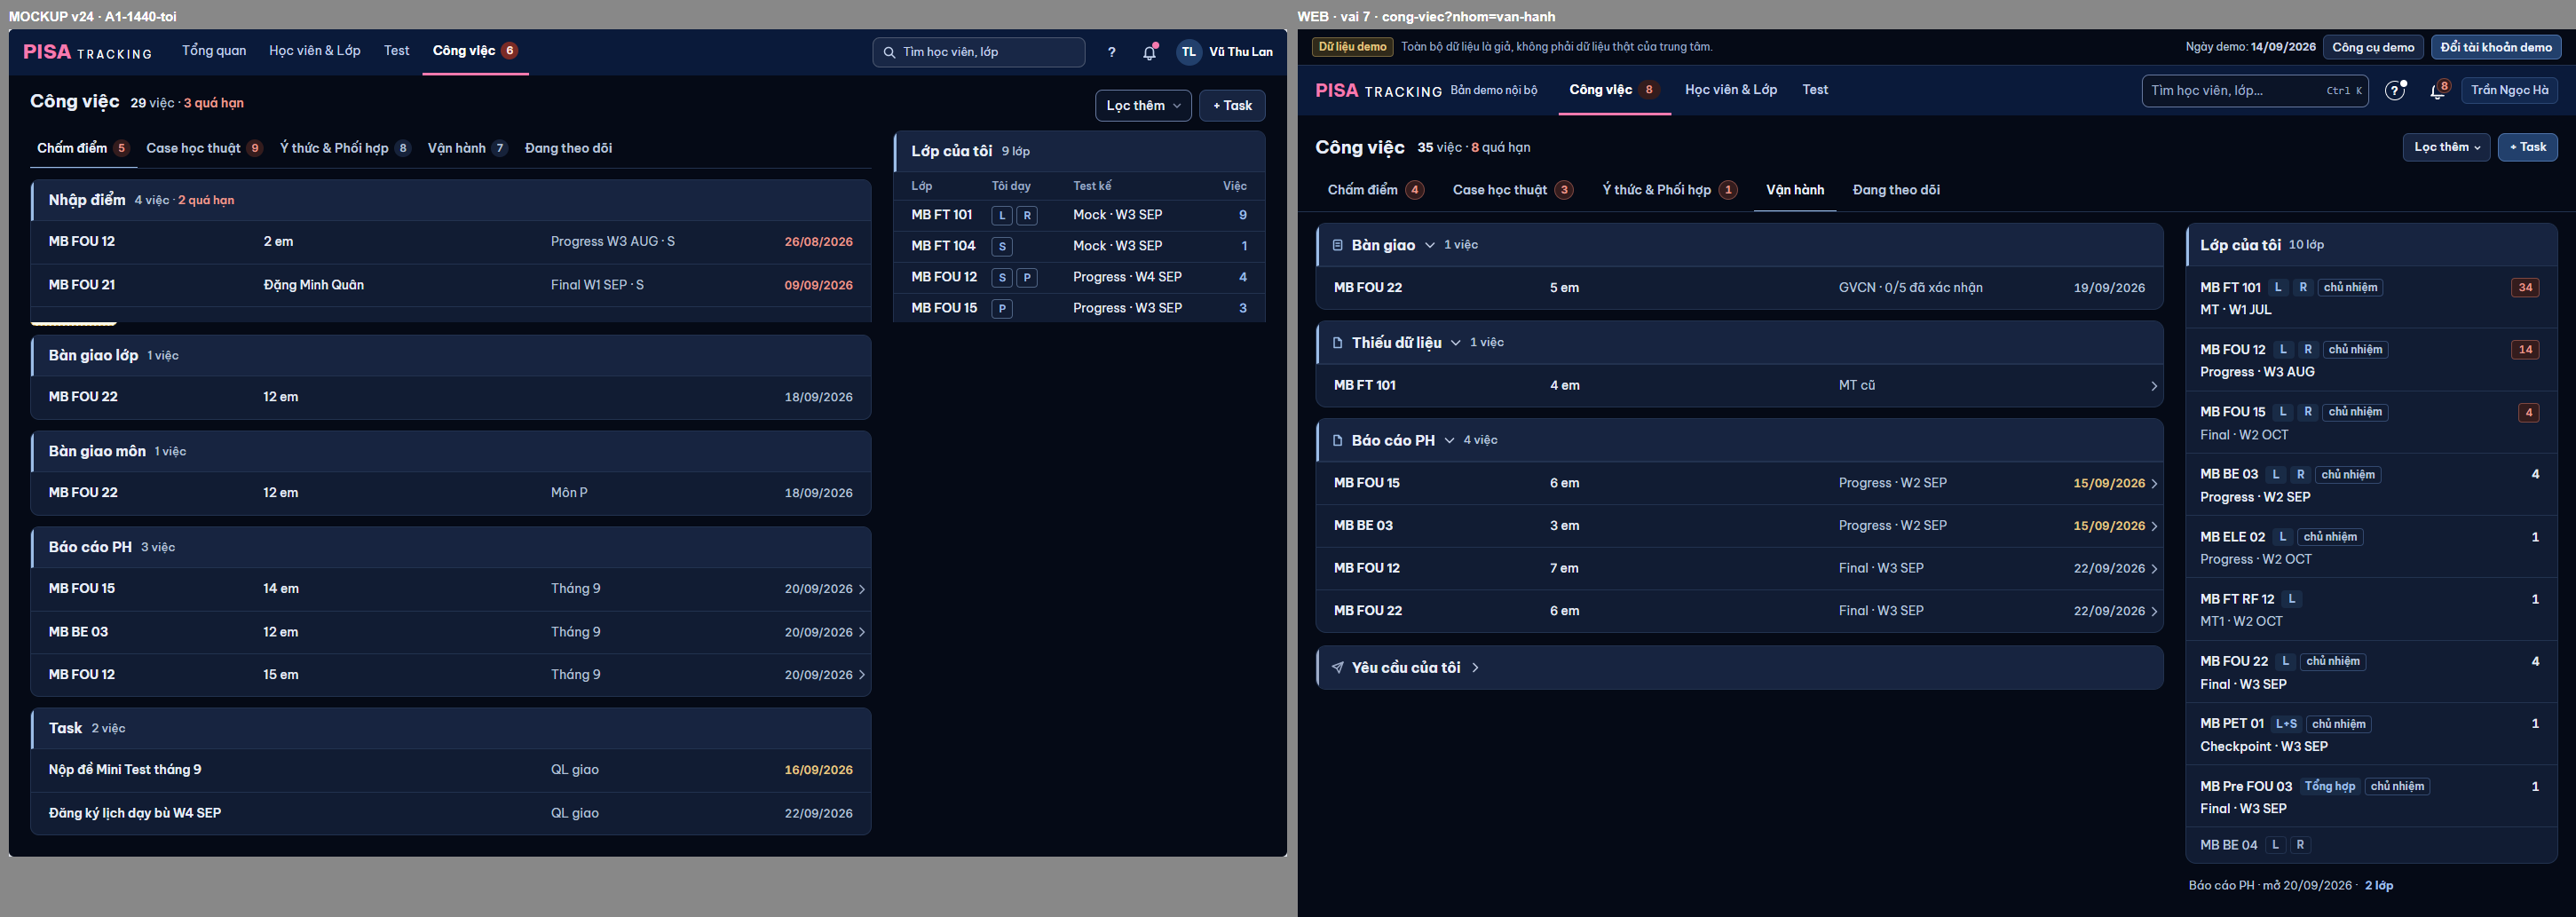 MOCKUP v24 · A1-1440-toi
PISA TRACKING Tổng quan Học viên & Lớp Test Công việc 6 Tìm học viên, lớp ? TL Vũ Thu Lan
Công việc 29 việc · 3 quá hạn Lọc thêm + Task
Chấm điểm 5 Case học thuật 9 Ý thức & Phối hợp 8 Vận hành 7 Đang theo dõi
Nhập điểm 4 việc · 2 quá hạn
MB FOU 12 2 em Progress W3 AUG · S 26/08/2026
MB FOU 21 Đặng Minh Quân Final W1 SEP · S 09/09/2026
Bàn giao lớp 1 việc
MB FOU 22 12 em 18/09/2026
Bàn giao môn 1 việc
MB FOU 22 12 em Môn P 18/09/2026
Báo cáo PH 3 việc
MB FOU 15 14 em Tháng 9 20/09/2026
MB BE 03 12 em Tháng 9 20/09/2026
MB FOU 12 15 em Tháng 9 20/09/2026
Task 2 việc
Nộp đề Mini Test tháng 9 QL giao 16/09/2026
Đăng ký lịch dạy bù W4 SEP QL giao 22/09/2026
Lớp của tôi 9 lớp
Lớp Tôi dạy Test kế Việc
MB FT 101 L R Mock · W3 SEP 9
MB FT 104 S Mock · W3 SEP 1
MB FOU 12 S P Progress · W4 SEP 4
MB FOU 15 P Progress · W3 SEP 3
WEB · vai 7 · cong-viec?nhom=van-hanh
Dữ liệu demo Toàn bộ dữ liệu là giả, không phải dữ liệu thật của trung tâm. Ngày demo: 14/09/2026 Công cụ demo Đổi tài khoản demo
PISA TRACKING Bản demo nội bộ Công việc 8 Học viên & Lớp Test Tìm học viên, lớp... Ctrl K ? 8 Trần Ngọc Hà
Công việc 35 việc · 8 quá hạn Lọc thêm + Task
Chấm điểm 4 Case học thuật 3 Ý thức & Phối hợp 1 Vận hành Đang theo dõi
Bàn giao 1 việc
MB FOU 22 5 em GVCN · 0/5 đã xác nhận 19/09/2026
Thiếu dữ liệu 1 việc
MB FT 101 4 em MT cũ
Báo cáo PH 4 việc
MB FOU 15 6 em Progress · W2 SEP 15/09/2026
MB BE 03 3 em Progress · W2 SEP 15/09/2026
MB FOU 12 7 em Final · W3 SEP 22/09/2026
MB FOU 22 6 em Final · W3 SEP 22/09/2026
Yêu cầu của tôi
Lớp của tôi 10 lớp
MB FT 101 L R chủ nhiệm 34
MT · W1 JUL
MB FOU 12 L R chủ nhiệm 14
Progress · W3 AUG
MB FOU 15 L R chủ nhiệm 4
Final · W2 OCT
MB BE 03 L R chủ nhiệm 4
Progress · W2 SEP
MB ELE 02 L chủ nhiệm 1
Progress · W2 OCT
MB FT RF 12 L 1
MT1 · W2 OCT
MB FOU 22 L chủ nhiệm 4
Final · W3 SEP
MB PET 01 L+S chủ nhiệm 1
Checkpoint · W3 SEP
MB Pre FOU 03 Tổng hợp chủ nhiệm 1
Final · W3 SEP
MB BE 04 L R
Báo cáo PH · mở 20/09/2026 · 2 lớp